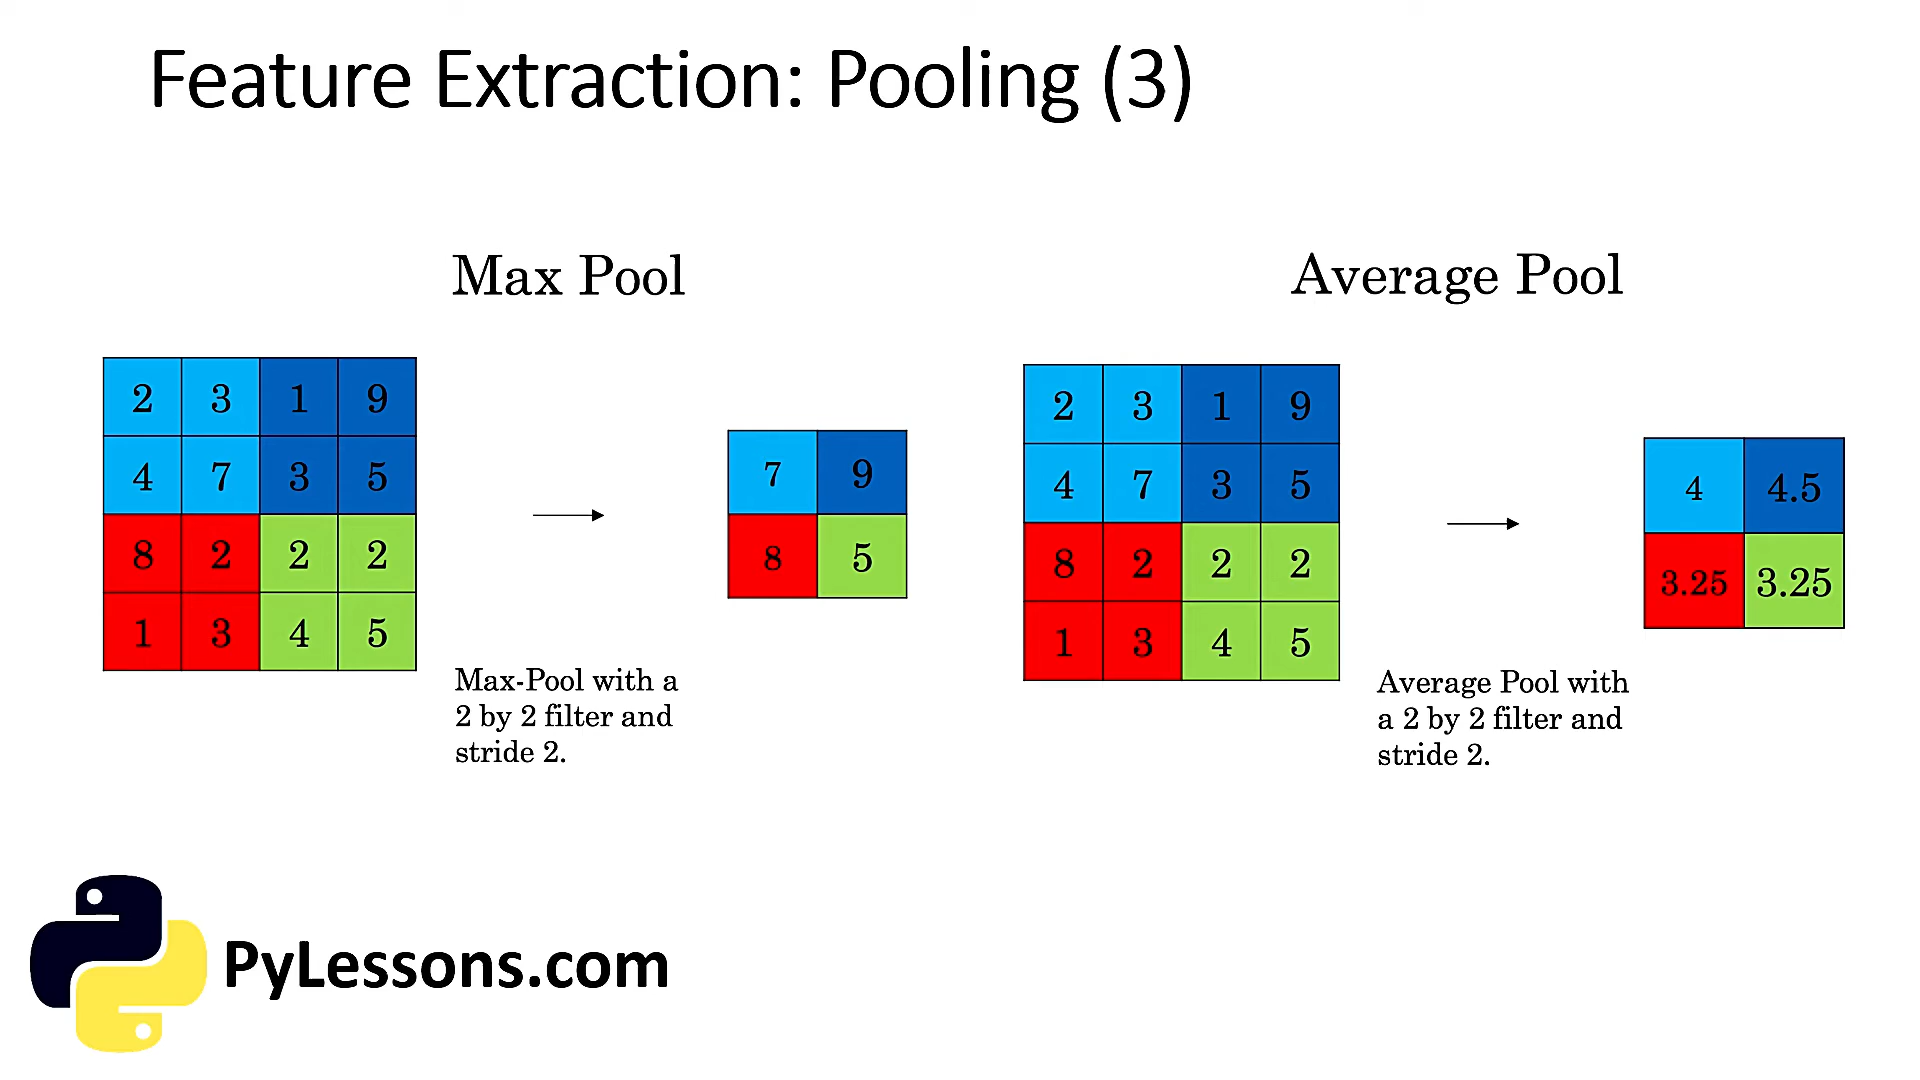 Feature Extraction: Pooling (3)
Max Pool
2 3 1 9
4 7 3 5
8 2 2 2
1 3 4 5
7 9
8 5
Max-Pool with a
2 by 2 filter and
stride 2.
Average Pool
2 3 1 9
4 7 3 5
8 2 2 2
1 3 4 5
4 4.5
3.25 3.25
Average Pool with
a 2 by 2 filter and
stride 2.
PyLessons.com